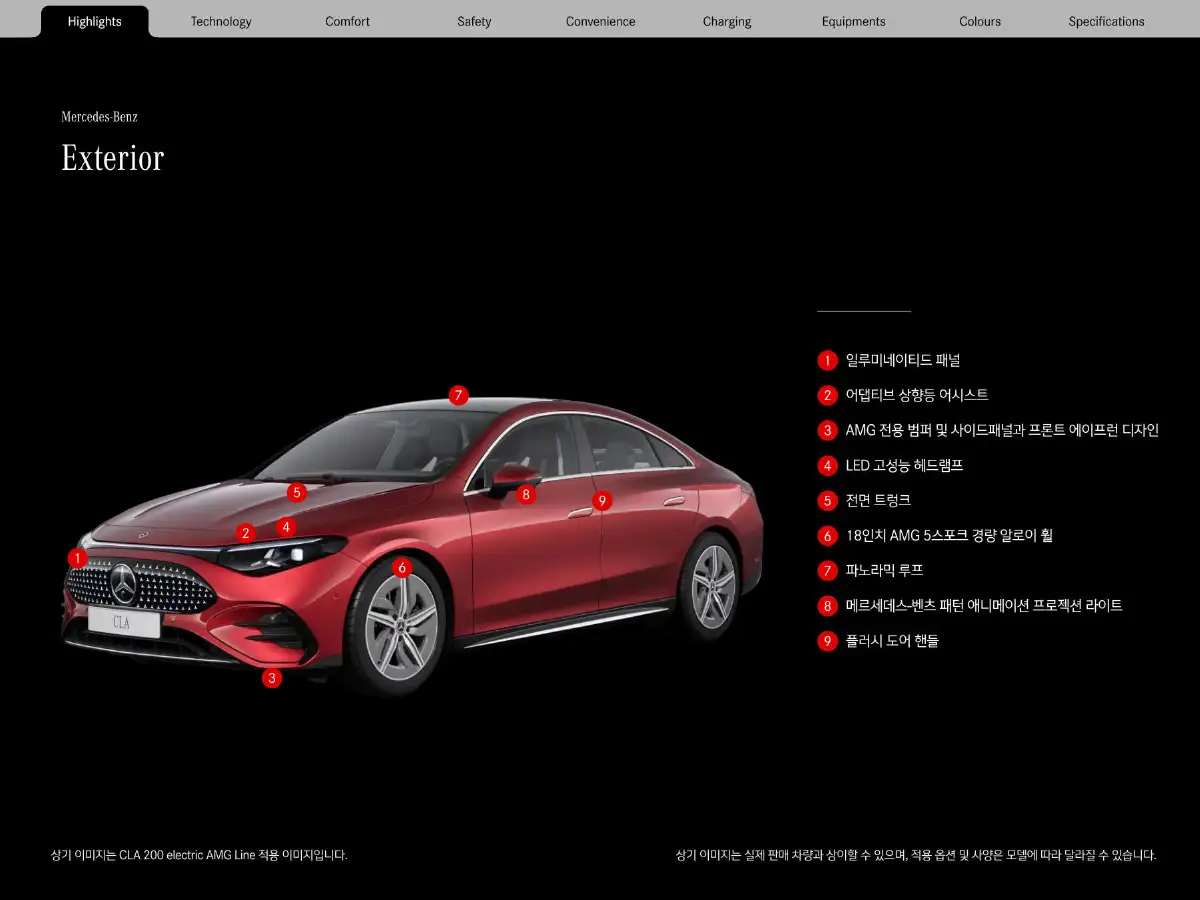 Highlights
Technology
Comfort
Safety
Convenience
Charging
Equipments
Colours
Specifications
Mercedes-Benz
Exterior
1 일루미네이티드 패널
2 어댑티브 상향등 어시스트
3 AMG 전용 범퍼 및 사이드패널과 프론트 에이프런 디자인
4 LED 고성능 헤드램프
5 전면 트렁크
6 18인치 AMG 5스포크 경량 알로이 휠
7 파노라믹 루프
8 메르세데스-벤츠 패턴 애니메이션 프로젝션 라이트
9 플러시 도어 핸들
7
5
8
9
2
4
1
6
CLA
3
상기 이미지는 CLA 200 electric AMG Line 적용 이미지입니다.
상기 이미지는 실제 판매 차량과 상이할 수 있으며, 적용 옵션 및 사양은 모델에 따라 달라질 수 있습니다.